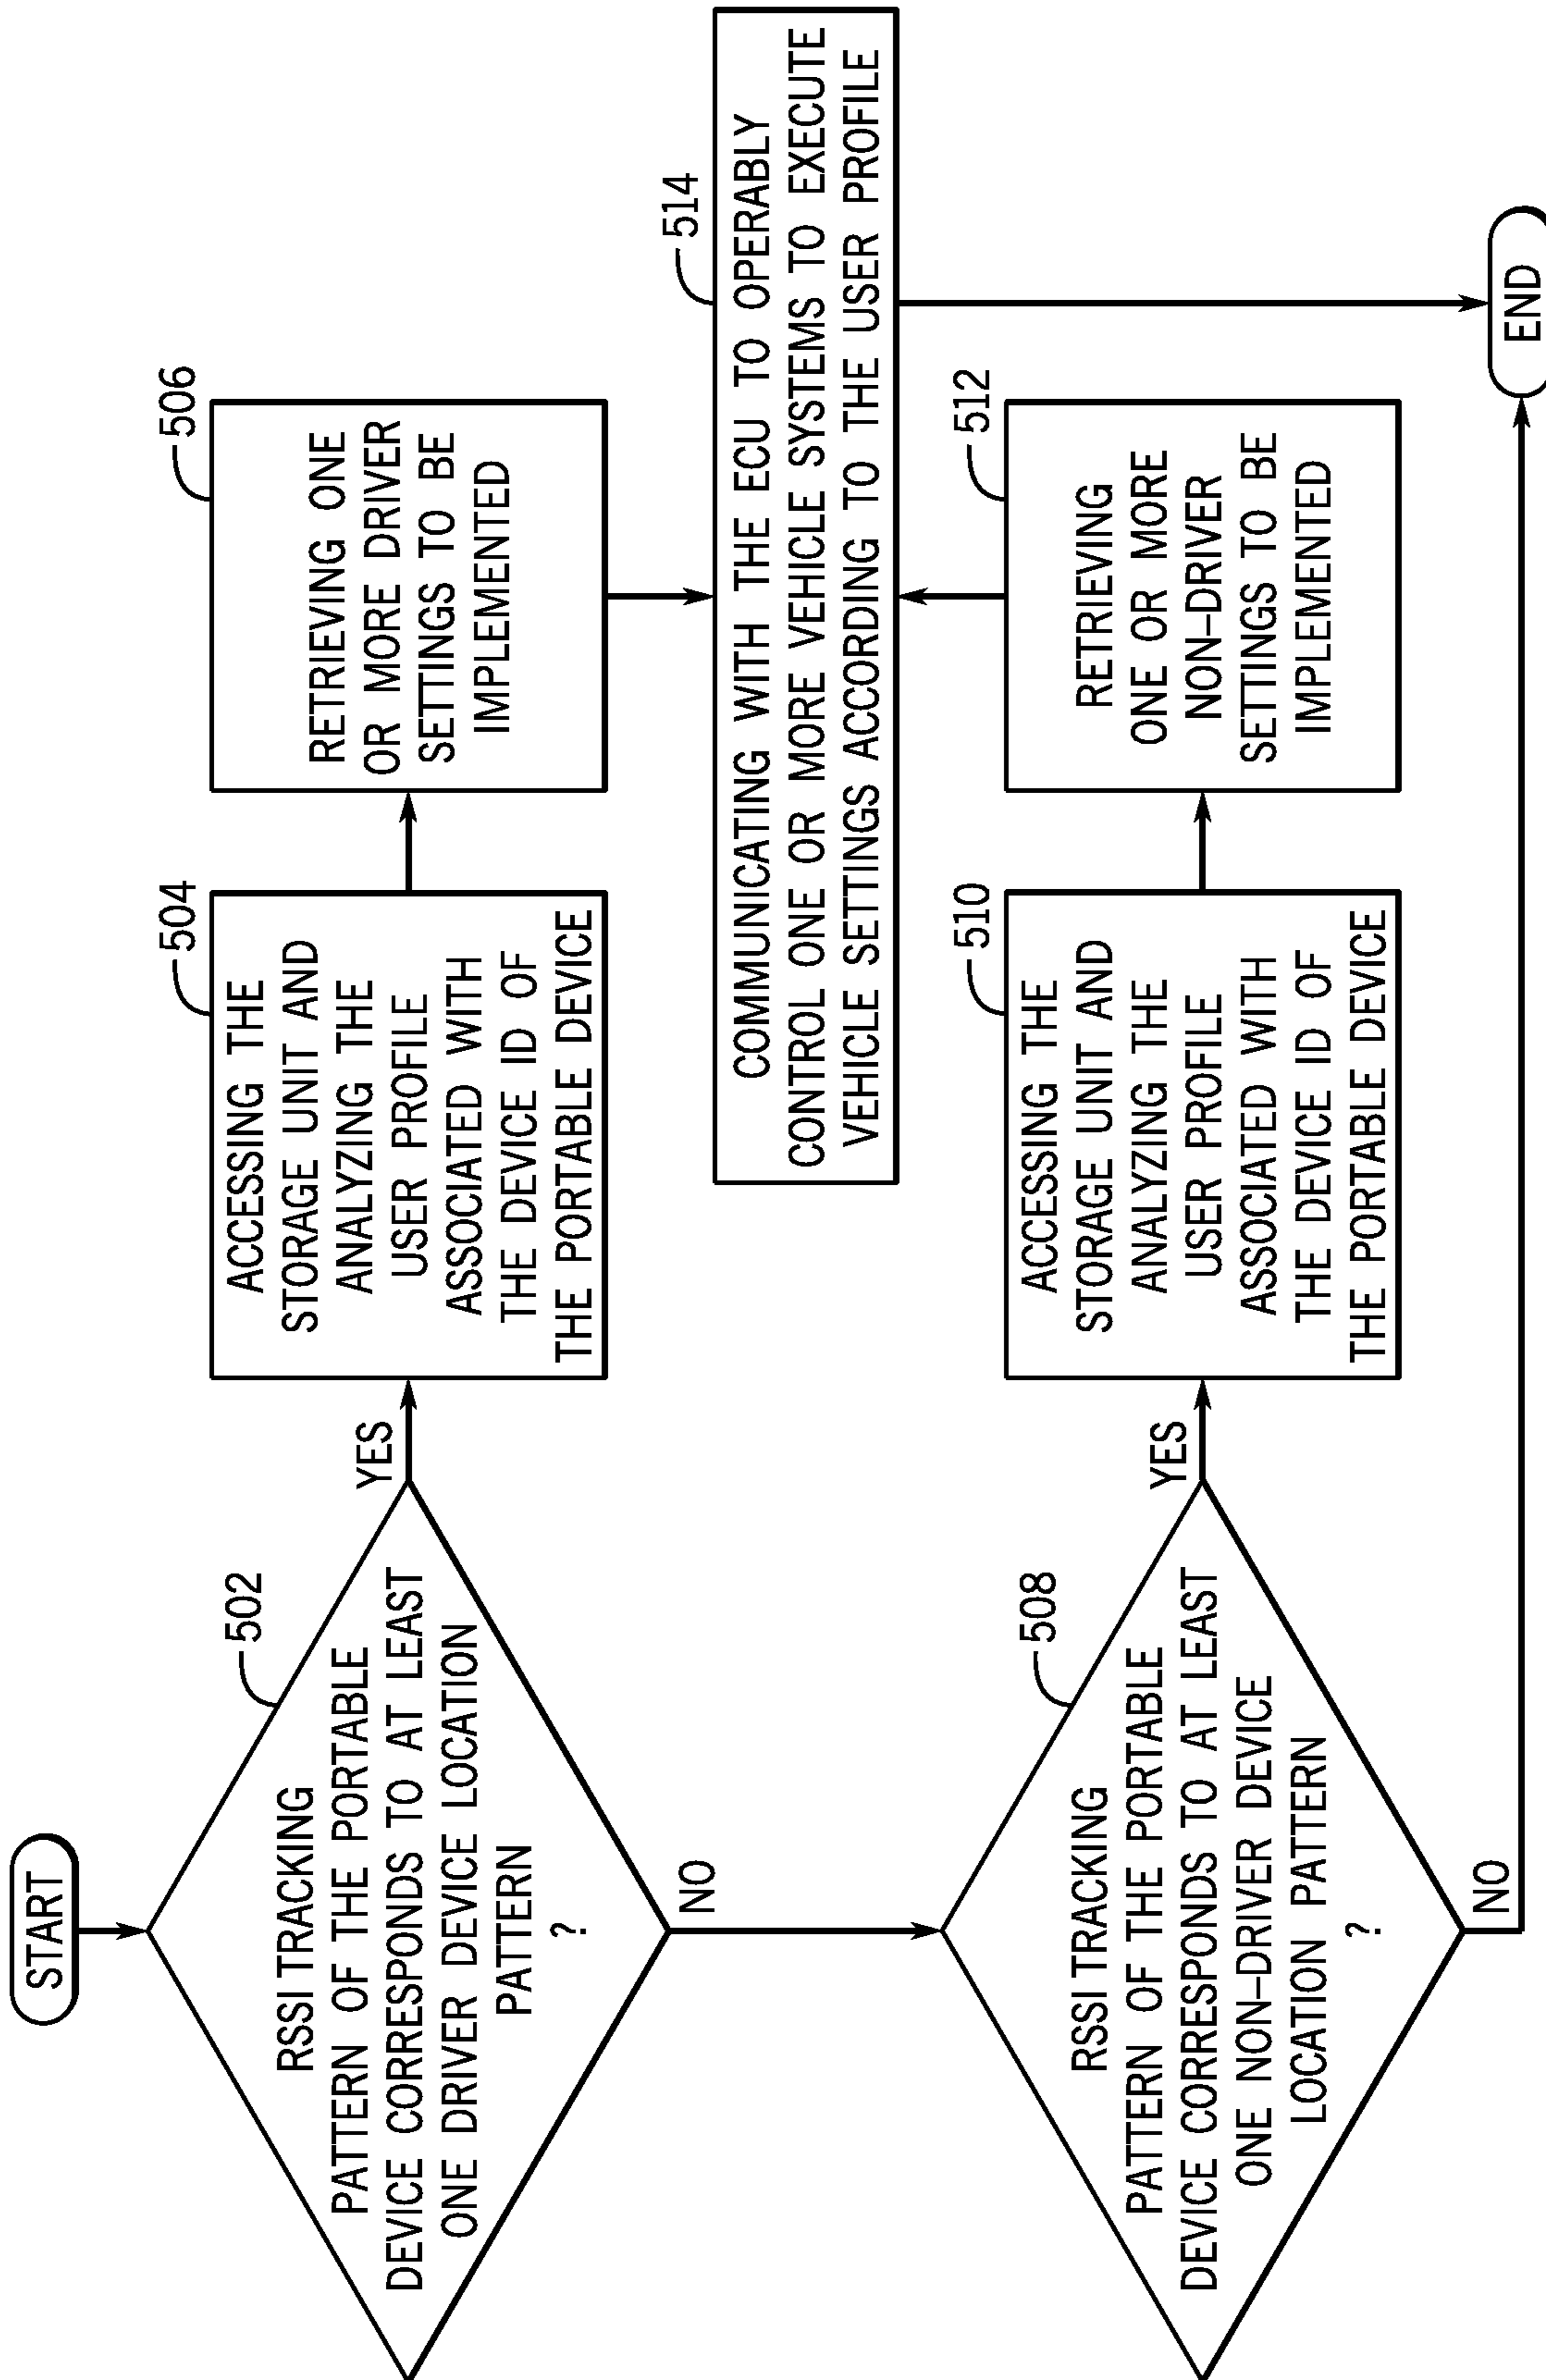 START
502
RSSI TRACKING
PATTERN OF THE PORTABLE
DEVICE CORRESPONDS TO AT LEAST
ONE DRIVER DEVICE LOCATION
PATTERN
?
YES
NO
504
ACCESSING THE
STORAGE UNIT AND
ANALYZING THE
USER PROFILE
ASSOCIATED WITH
THE DEVICE ID OF
THE PORTABLE DEVICE
506
RETRIEVING ONE
OR MORE DRIVER
SETTINGS TO BE
IMPLEMENTED
514
COMMUNICATING WITH THE ECU TO OPERABLY
CONTROL ONE OR MORE VEHICLE SYSTEMS TO EXECUTE
VEHICLE SETTINGS ACCORDING TO THE USER PROFILE
508
RSSI TRACKING
PATTERN OF THE PORTABLE
DEVICE CORRESPONDS TO AT LEAST
ONE NON-DRIVER DEVICE
LOCATION PATTERN
?
YES
NO
510
ACCESSING THE
STORAGE UNIT AND
ANALYZING THE
USER PROFILE
ASSOCIATED WITH
THE DEVICE ID OF
THE PORTABLE DEVICE
512
RETRIEVING
ONE OR MORE
NON-DRIVER
SETTINGS TO BE
IMPLEMENTED
END